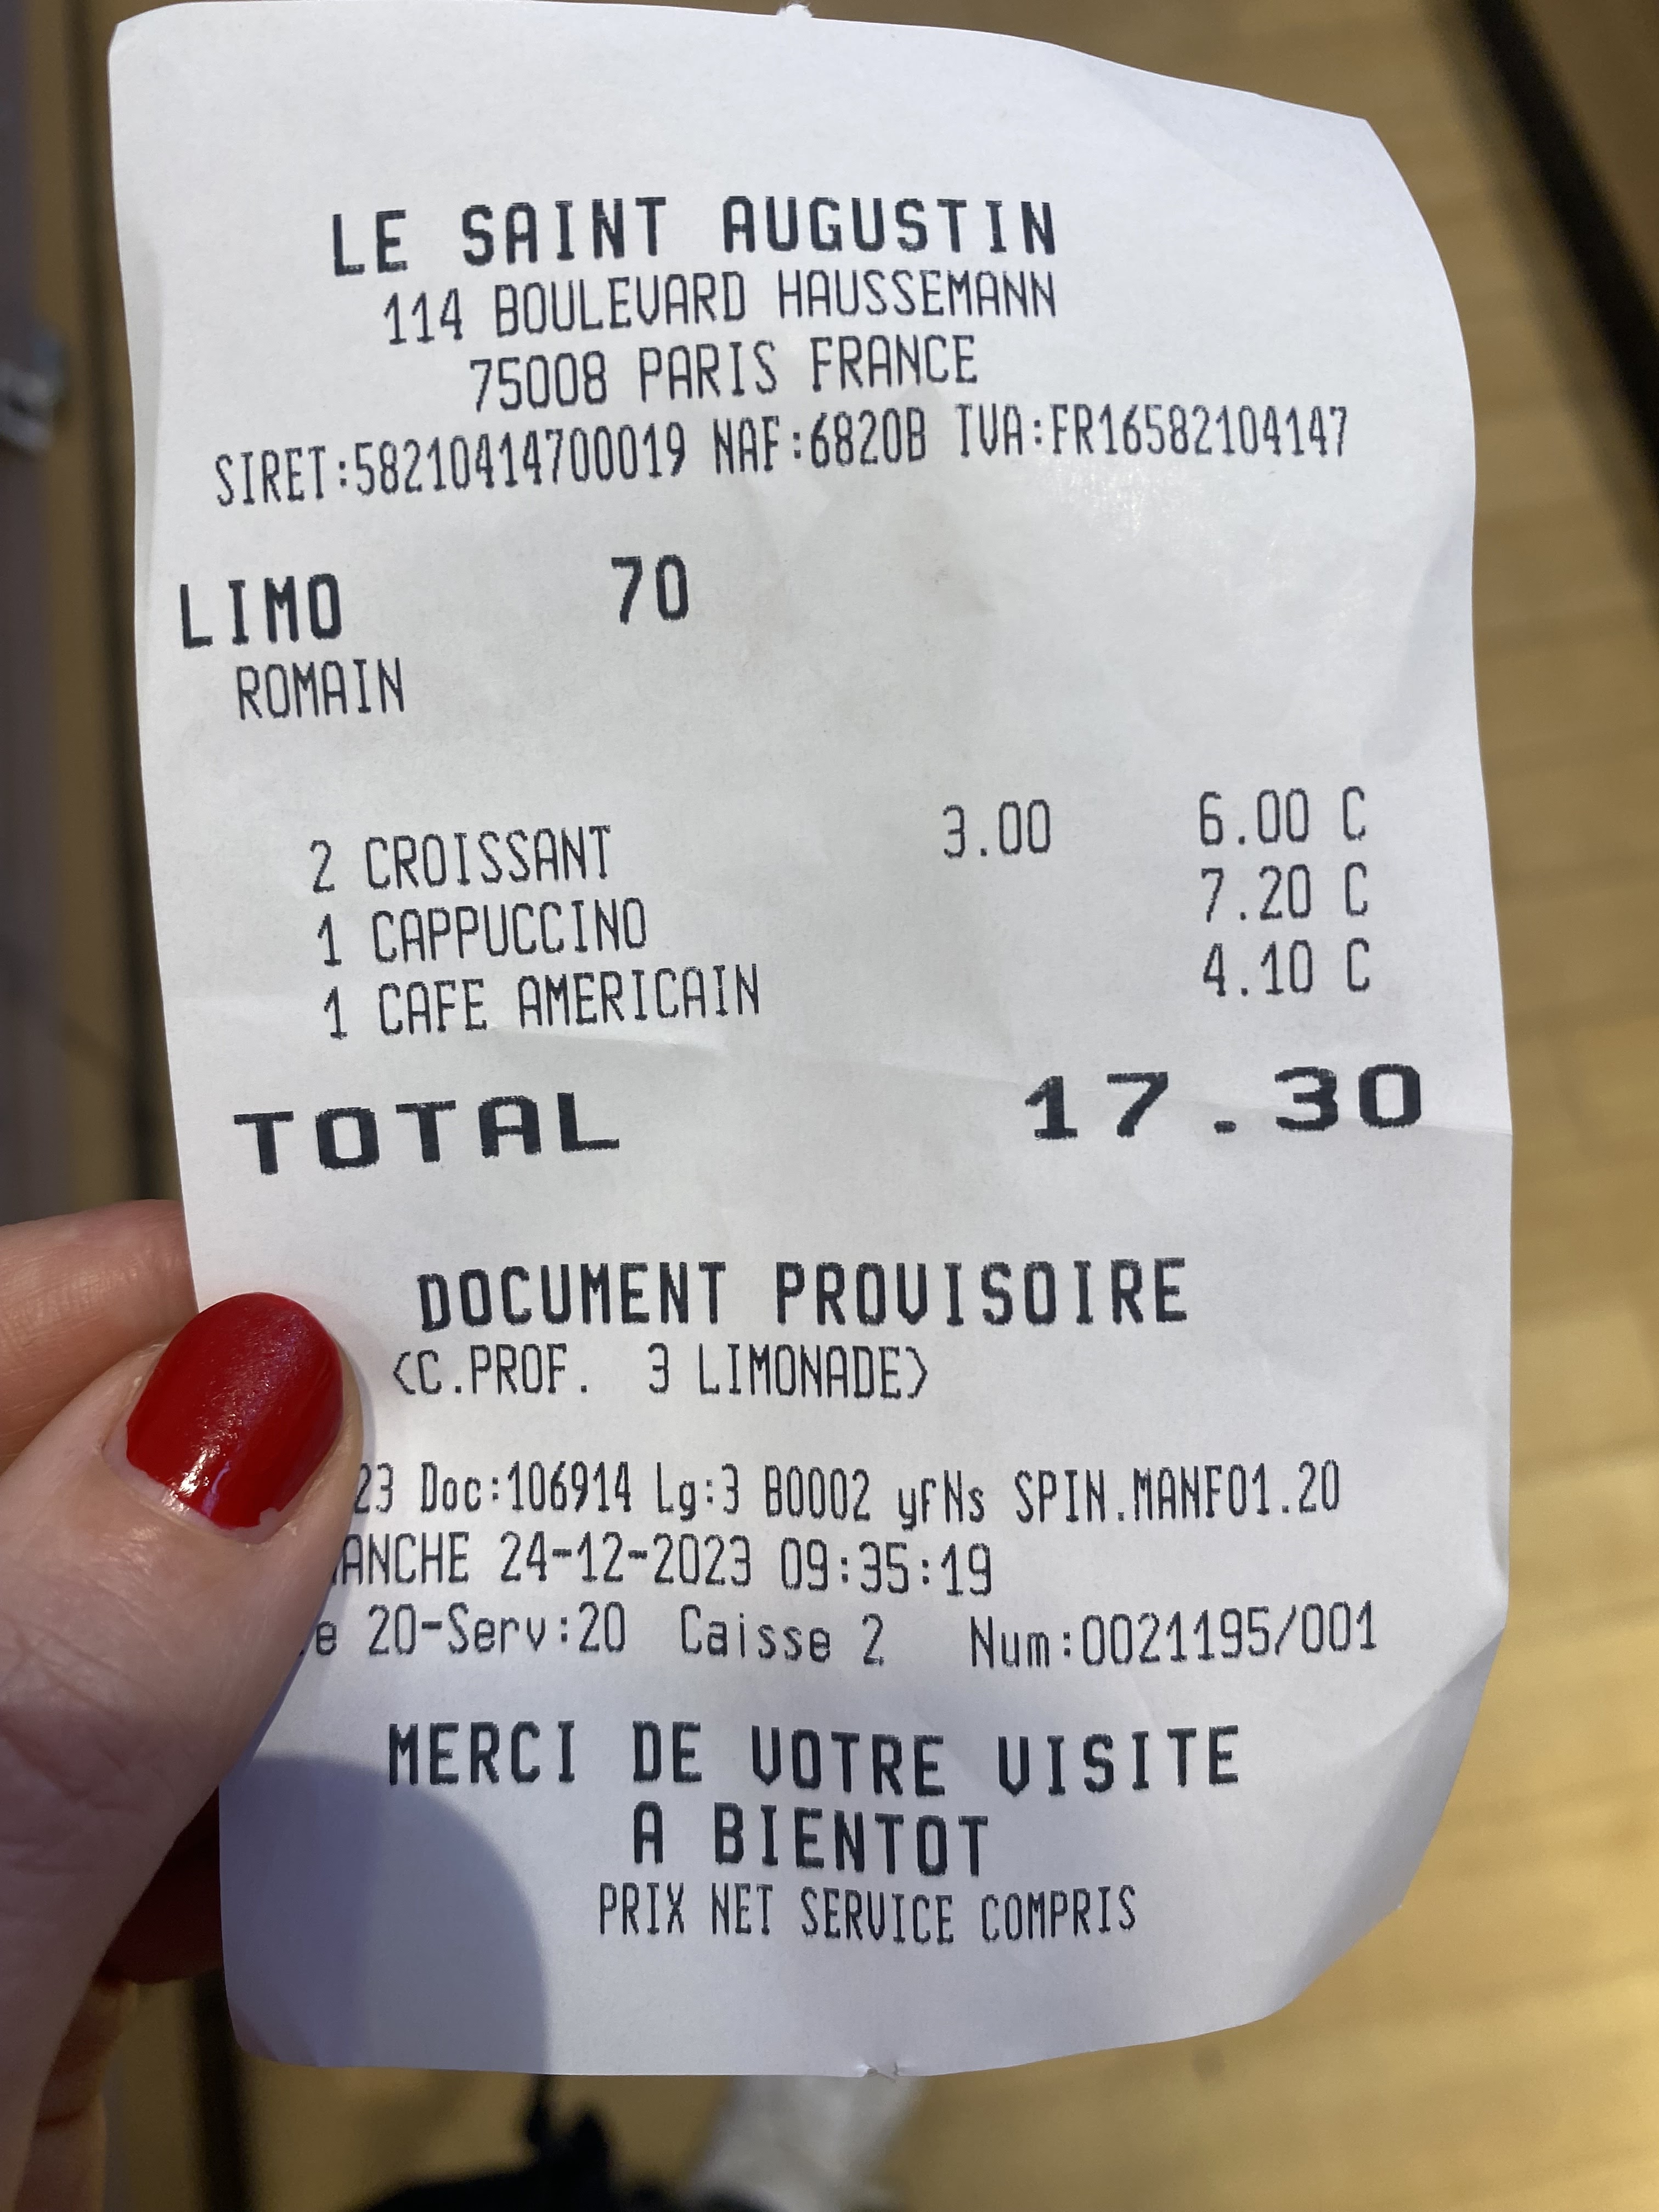 LE SAINT AUGUSTIN
114 BOULEVARD HAUSSEMANN
75008 PARIS FRANCE
SIRET:58210414700019 NAF:6820B TVA:FR16582104147
LIMO 70
ROMAIN
2 CROISSANT 3.00 6.00 C
1 CAPPUCCINO 7.20 C
1 CAFE AMERICAIN 4.10 C
TOTAL 17.30
DOCUMENT PROVISOIRE
<C.PROF. 3 LIMONADE>
23 Doc:106914 Lg:3 B0002 yfNs SPIN.MANF01.20
ANCHE 24-12-2023 09:35:19
e 20-Serv:20 Caisse 2 Num:0021195/001
MERCI DE VOTRE VISITE
A BIENTOT
PRIX NET SERVICE COMPRIS